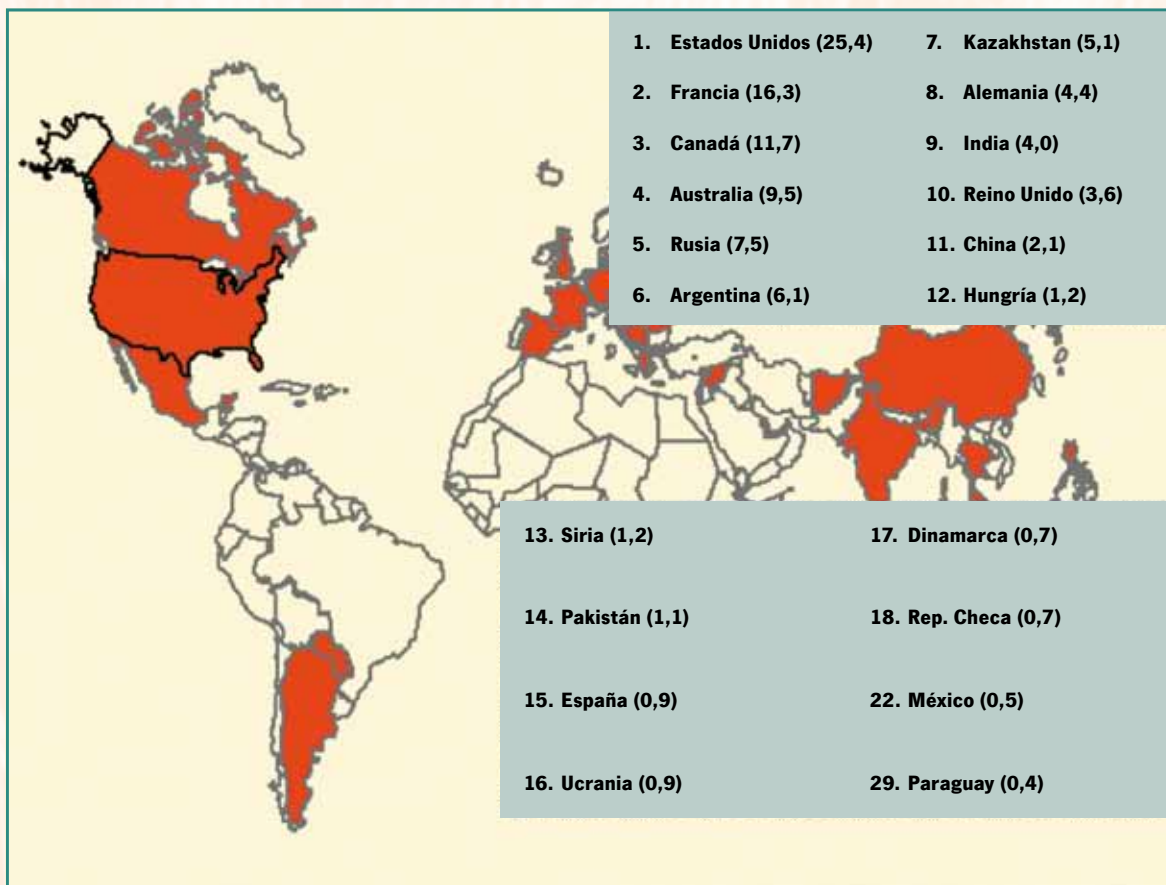 1. Estados Unidos (25,4)
2. Francia (16,3)
3. Canadá (11,7)
4. Australia (9,5)
5. Rusia (7,5)
6. Argentina (6,1)
7. Kazakhstan (5,1)
8. Alemania (4,4)
9. India (4,0)
10. Reino Unido (3,6)
11. China (2,1)
12. Hungría (1,2)
13. Siria (1,2)
14. Pakistán (1,1)
15. España (0,9)
16. Ucrania (0,9)
17. Dinamarca (0,7)
18. Rep. Checa (0,7)
22. México (0,5)
29. Paraguay (0,4)